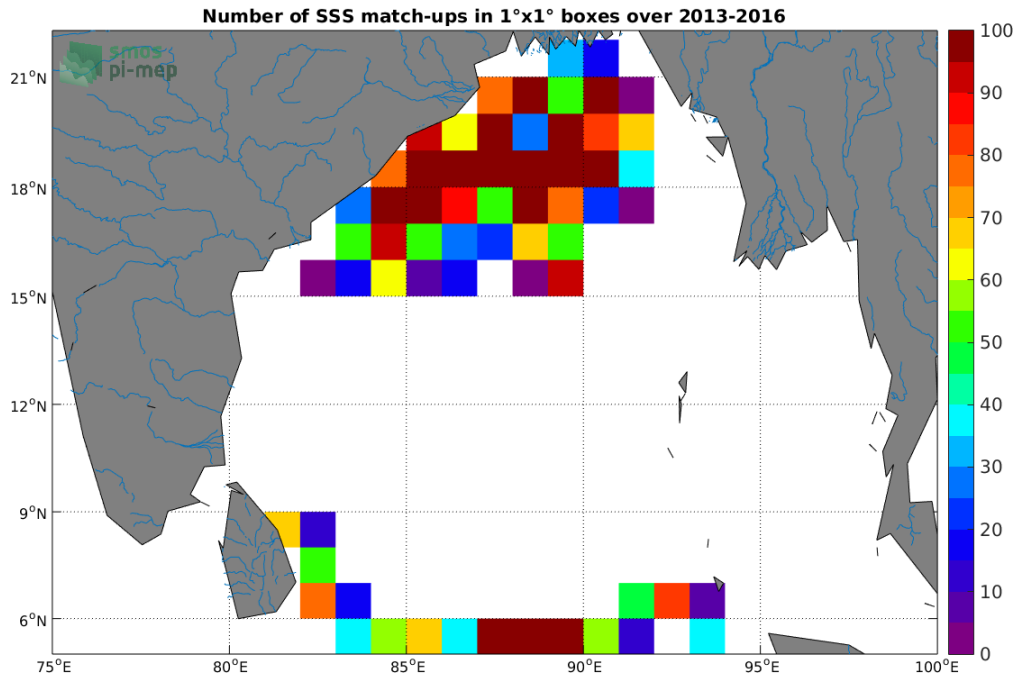 Number of SSS match-ups in 1°x1° boxes over 2013-2016
smos
pi-mep
21°N
18°N
15°N
12°N
9°N
6°N
75°E 80°E 85°E 90°E 95°E 100°E
100
90
80
70
60
50
40
30
20
10
0